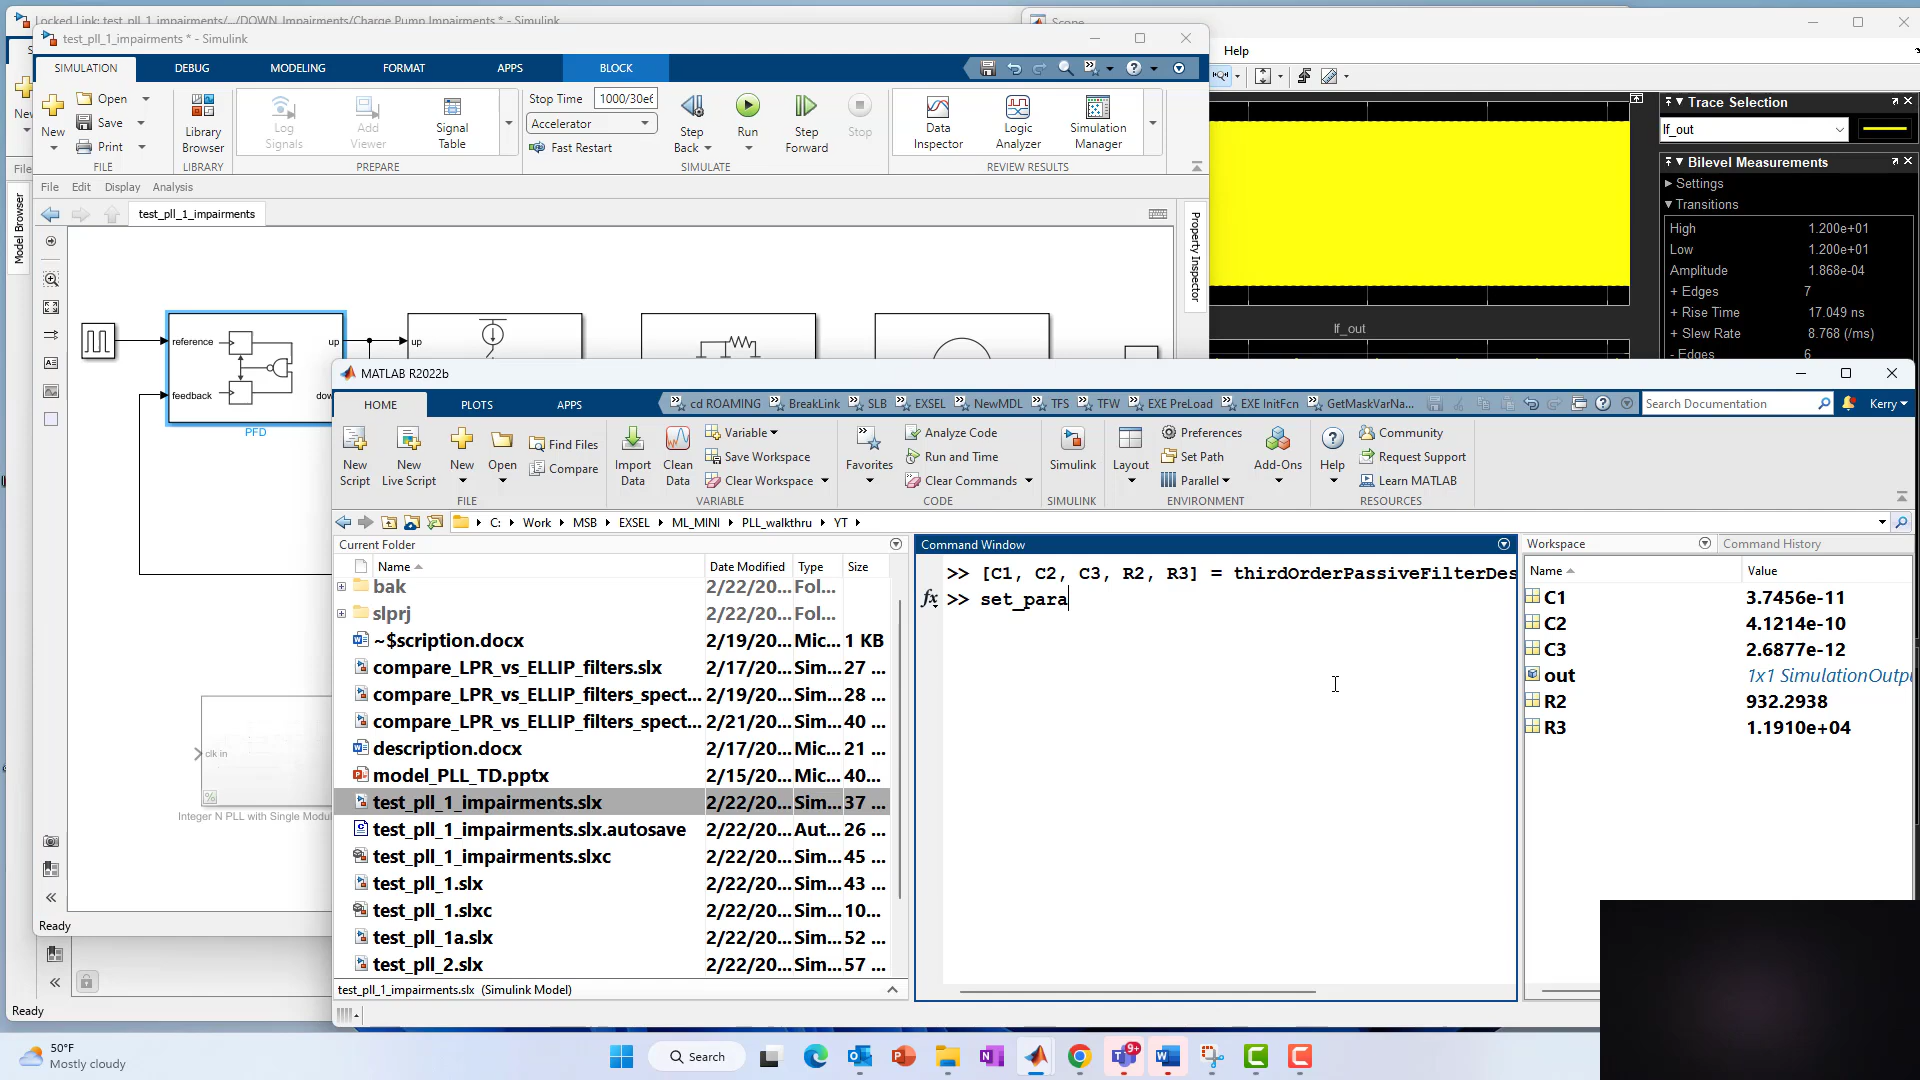 Locked Link: test_pll_1_impairments/.../DOWN Impairments/Charge Pump Impairments * - Simulink
Scope
test_pll_1_impairments * - Simulink
Help
SIMULATION DEBUG MODELING FORMAT APPS BLOCK
New
Open
Save
Print
FILE
Library Browser
LIBRARY
Log Signals
Add Viewer
Signal Table
PREPARE
Stop Time 1000/30e6
Accelerator
Fast Restart
Step Back
Run
Step Forward
Stop
SIMULATE
Data Inspector
Logic Analyzer
Simulation Manager
REVIEW RESULTS
File Edit Display Analysis
test_pll_1_impairments
Model Browser
Property Inspector
reference
feedback
up
PFD
up
clk in
Integer N PLL with Single Modu
Ready
Ready
Trace Selection
lf_out
Bilevel Measurements
Settings
Transitions
High 1.200e+01
Low 1.200e+01
Amplitude 1.868e-04
+ Edges 7
+ Rise Time 17.049 ns
+ Slew Rate 8.768 (/ms)
- Edges 6
lf_out
MATLAB R2022b
HOME PLOTS APPS
cd ROAMING BreakLink SLB EXSEL NewMDL TFS TFW EXE PreLoad EXE InitFcn GetMaskVarNa...
Search Documentation
Kerry
New Script
New Live Script
New
Open
Find Files
Compare
FILE
Import Data
Clean Data
Variable
Save Workspace
Clear Workspace
VARIABLE
Favorites
Analyze Code
Run and Time
Clear Commands
CODE
Simulink
SIMULINK
Layout
Preferences
Set Path
Parallel
Add-Ons
ENVIRONMENT
Help
Community
Request Support
Learn MATLAB
RESOURCES
C: Work MSB EXSEL ML_MINI PLL_walkthru YT
Current Folder
Name Date Modified Type Size
bak 2/22/20... Fol...
slprj 2/22/20... Fol...
~$scription.docx 2/19/20... Mic... 1 KB
compare_LPR_vs_ELLIP_filters.slx 2/17/20... Sim... 27 ...
compare_LPR_vs_ELLIP_filters_spect... 2/19/20... Sim... 28 ...
compare_LPR_vs_ELLIP_filters_spect... 2/21/20... Sim... 40 ...
description.docx 2/17/20... Mic... 21 ...
model_PLL_TD.pptx 2/15/20... Mic... 40...
test_pll_1_impairments.slx 2/22/20... Sim... 37 ...
test_pll_1_impairments.slx.autosave 2/22/20... Aut... 26 ...
test_pll_1_impairments.slxc 2/22/20... Sim... 45 ...
test_pll_1.slx 2/22/20... Sim... 43 ...
test_pll_1.slxc 2/22/20... Sim... 10...
test_pll_1a.slx 2/22/20... Sim... 52 ...
test_pll_2.slx 2/22/20... Sim... 57 ...
test_pll_1_impairments.slx (Simulink Model)
Command Window
>> [C1, C2, C3, R2, R3] = thirdOrderPassiveFilterDes
fx >> set_para
Workspace Command History
Name Value
C1 3.7456e-11
C2 4.1214e-10
C3 2.6877e-12
out 1x1 SimulationOutpu
R2 932.2938
R3 1.1910e+04
50°F
Mostly cloudy
Search
9+